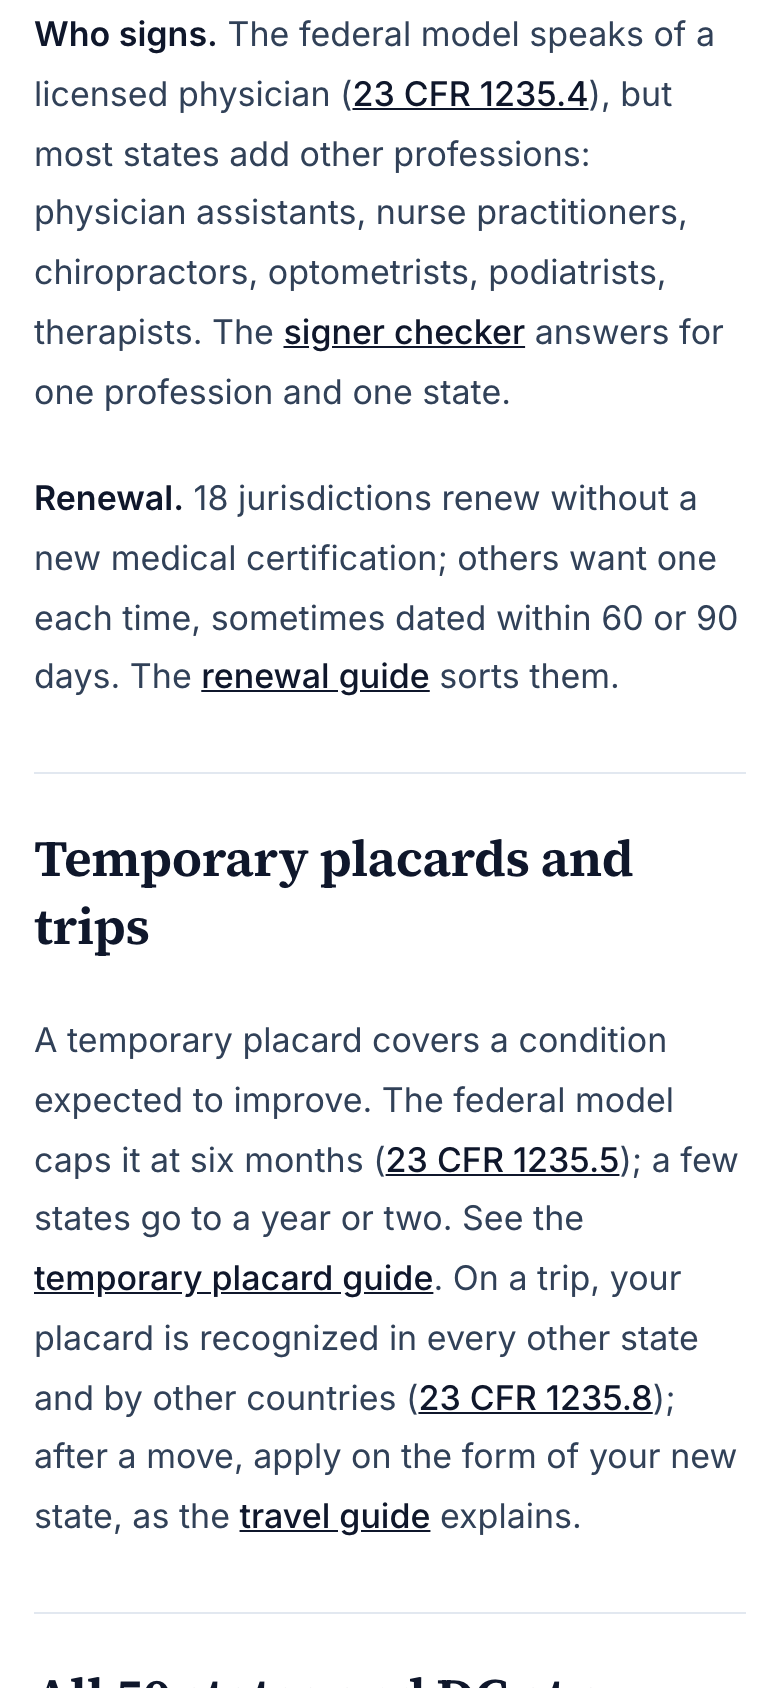 Who signs. The federal model speaks of a
licensed physician (23 CFR 1235.4), but
most states add other professions:
physician assistants, nurse practitioners,
chiropractors, optometrists, podiatrists,
therapists. The signer checker answers for
one profession and one state.
Renewal. 18 jurisdictions renew without a
new medical certification; others want one
each time, sometimes dated within 60 or 90
days. The renewal guide sorts them.
Temporary placards and
trips
A temporary placard covers a condition
expected to improve. The federal model
caps it at six months (23 CFR 1235.5); a few
states go to a year or two. See the
temporary placard guide. On a trip, your
placard is recognized in every other state
and by other countries (23 CFR 1235.8);
after a move, apply on the form of your new
state, as the travel guide explains.